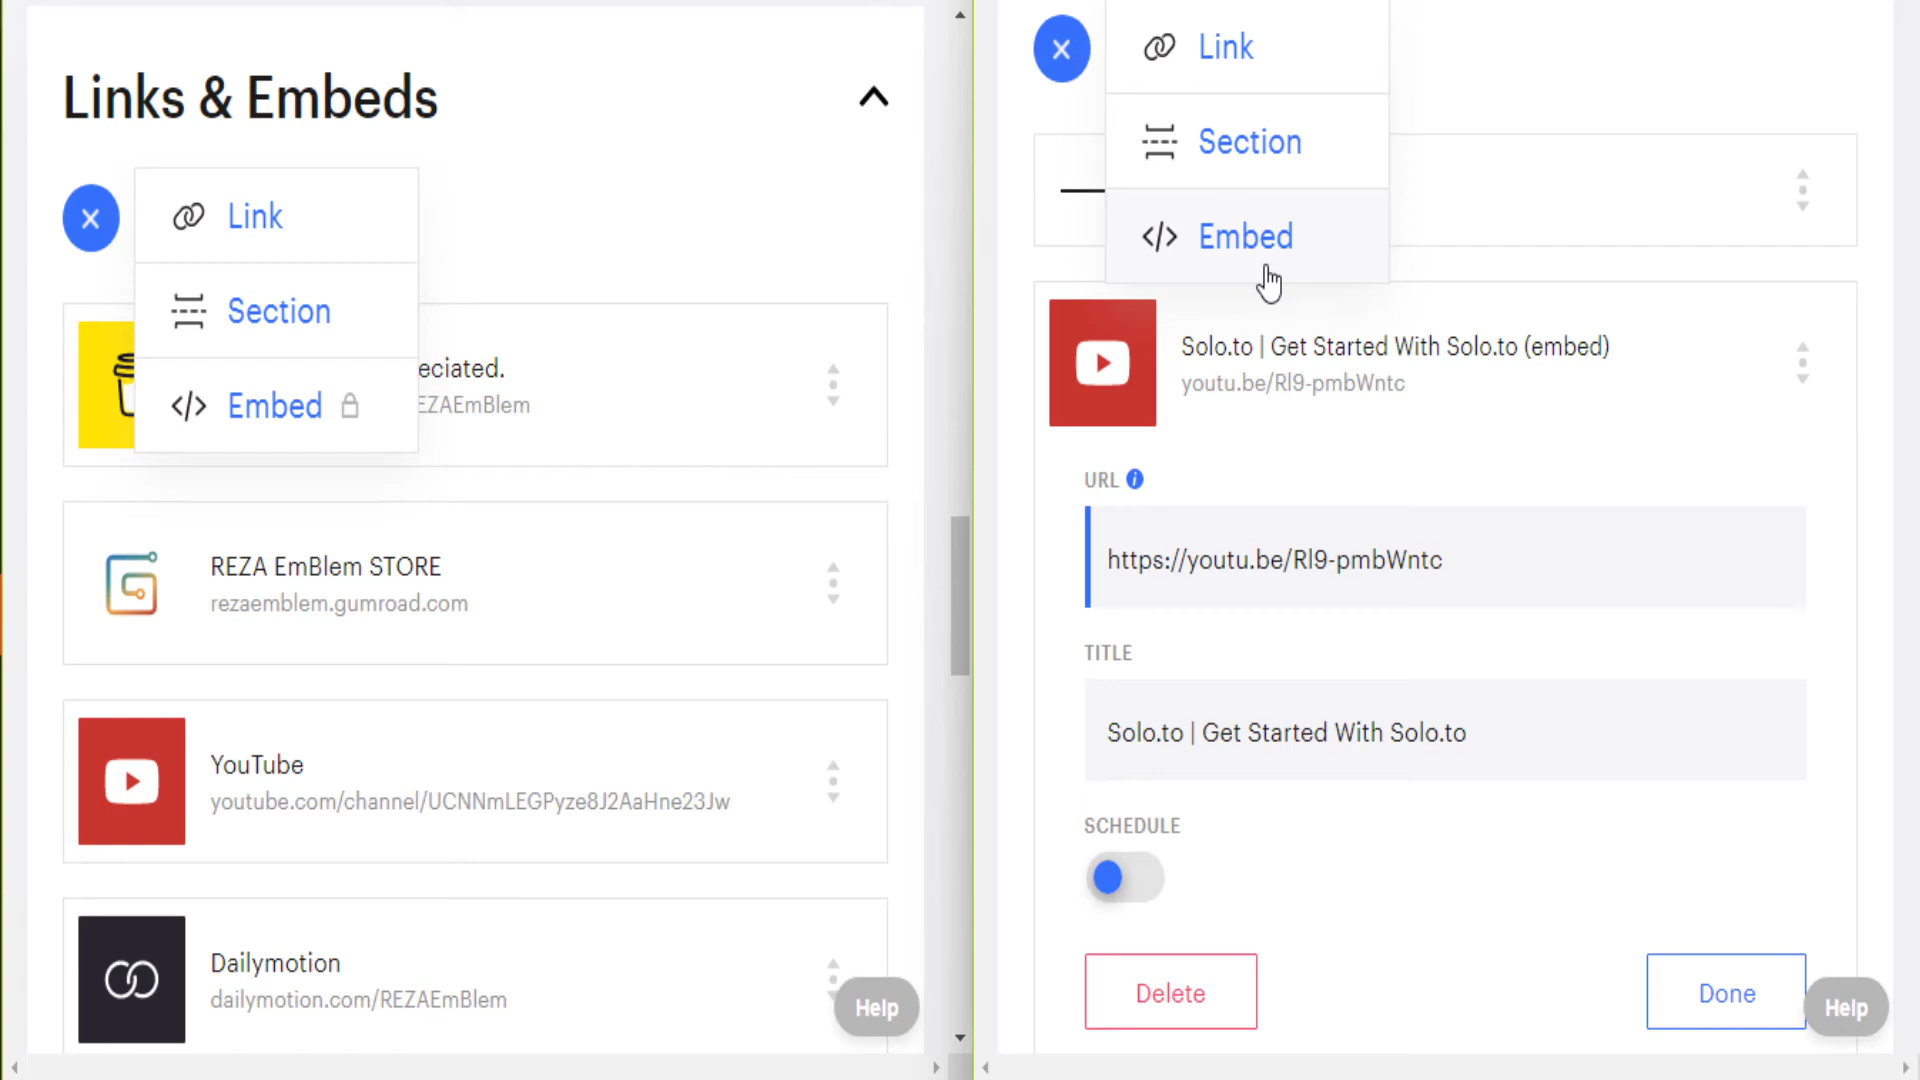 Links & Embeds
Link
Section
Embed
eciated.
EZAEmBlem
REZA EmBlem STORE
rezaemblem.gumroad.com
YouTube
youtube.com/channel/UCNNmLEGPyze8J2AaHne23Jw
Dailymotion
dailymotion.com/REZAEmBlem
Help
Link
Section
Embed
Solo.to | Get Started With Solo.to (embed)
youtu.be/Rl9-pmbWntc
URL
https://youtu.be/Rl9-pmbWntc
TITLE
Solo.to | Get Started With Solo.to
SCHEDULE
Delete
Done
Help